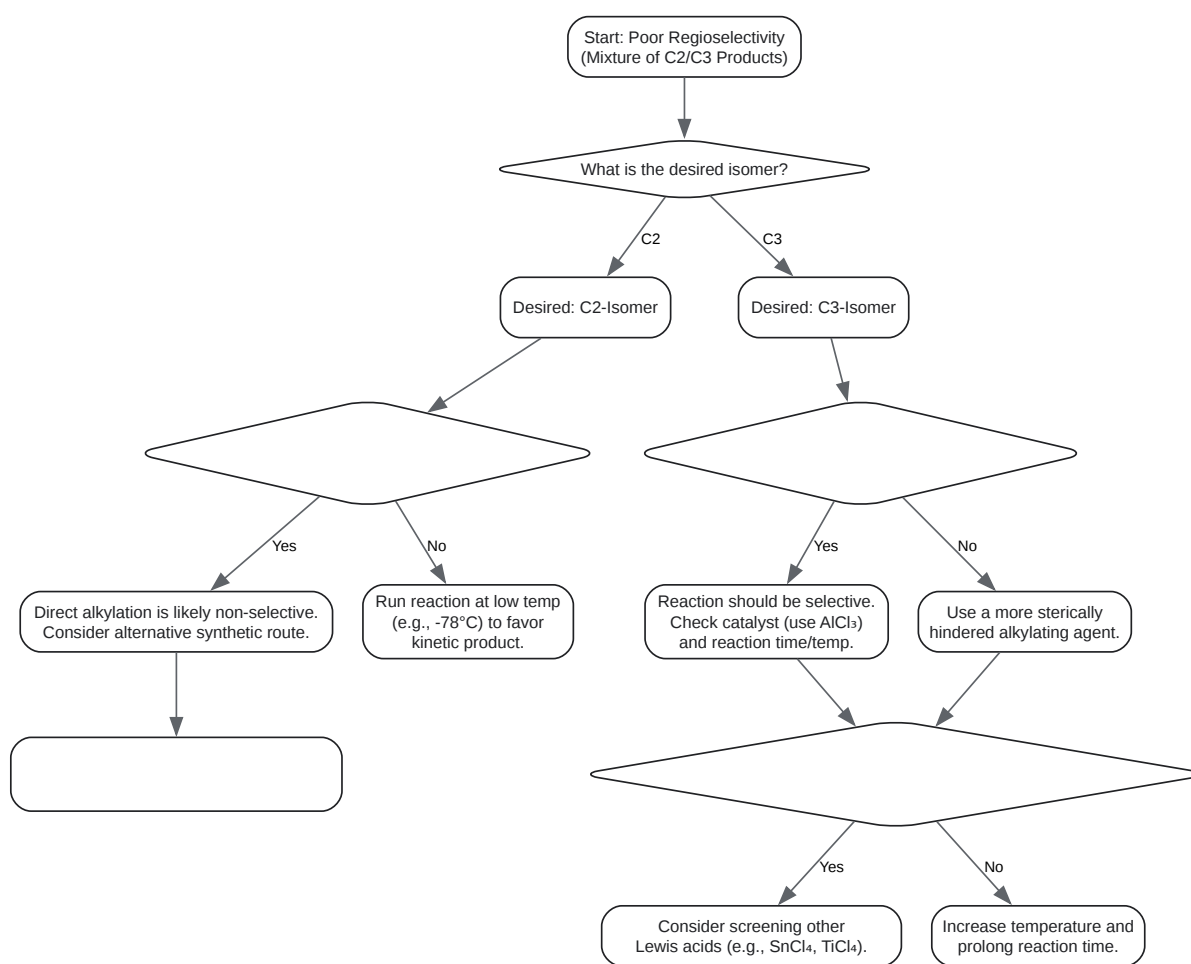 Start: Poor Regioselectivity
(Mixture of C2/C3 Products)
What is the desired isomer?
C2
C3
Desired: C2-Isomer
Desired: C3-Isomer
Yes
No
Yes
No
Direct alkylation is likely non-selective.
Consider alternative synthetic route.
Run reaction at low temp
(e.g., -78°C) to favor
kinetic product.
Reaction should be selective.
Check catalyst (use AlCl₃)
and reaction time/temp.
Use a more sterically
hindered alkylating agent.
Yes
No
Consider screening other
Lewis acids (e.g., SnCl₄, TiCl₄).
Increase temperature and
prolong reaction time.